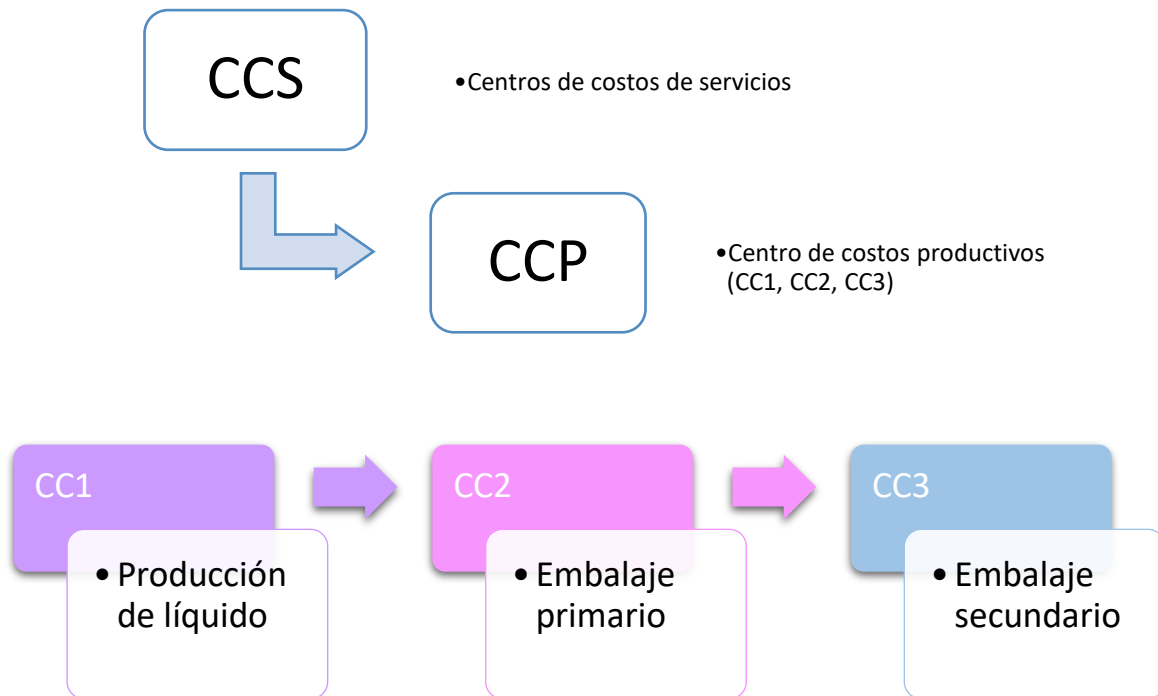 CCS
•Centros de costos de servicios
CCP
•Centro de costos productivos
(CC1, CC2, CC3)
CC1
CC2
CC3
• Producción
de líquido
• Embalaje
primario
• Embalaje
secundario